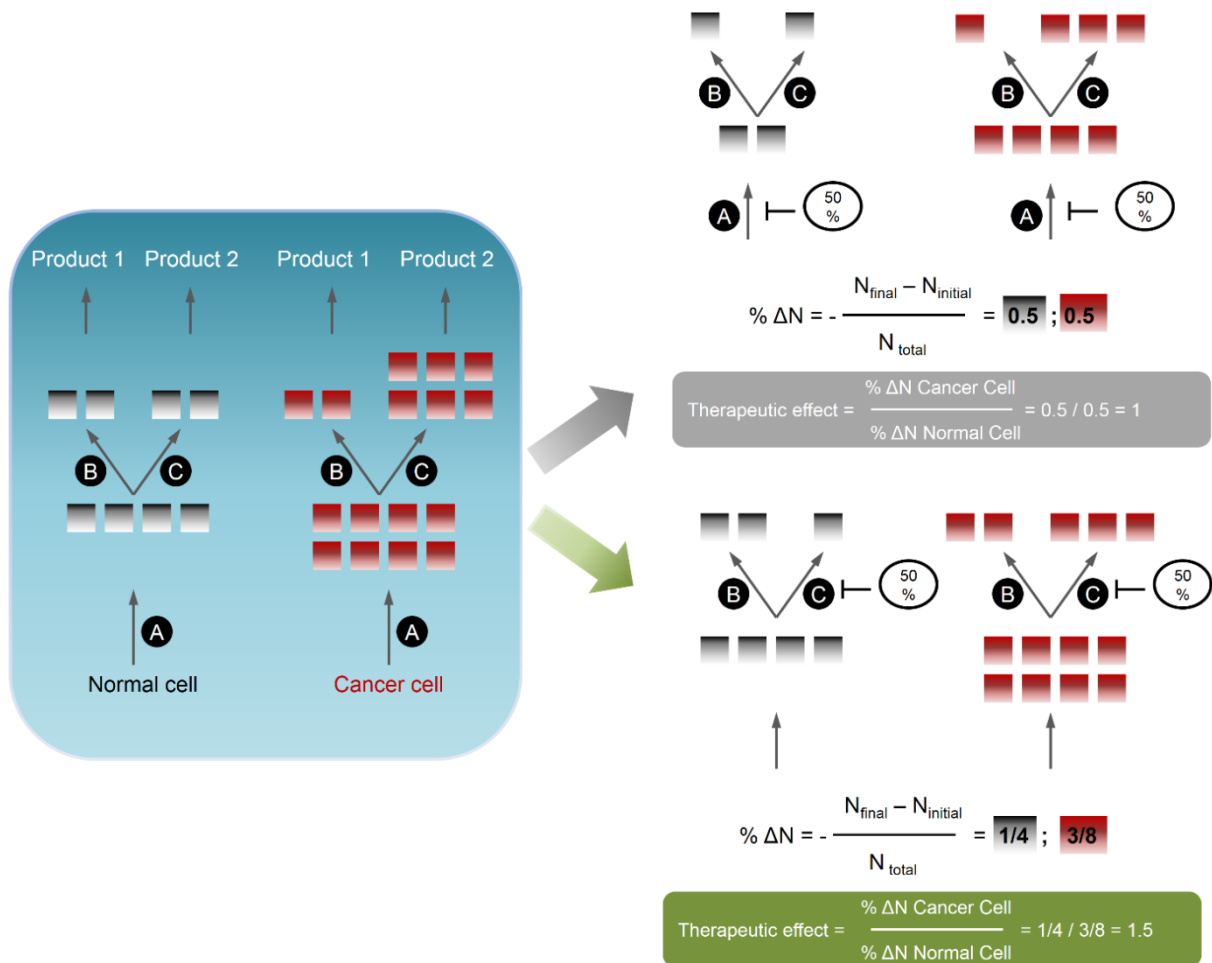 Product 1 Product 2 Product 1 Product 2
B C B C
A A
Normal cell Cancer cell
B C B C
A 50 % A 50 %
% ΔN = - N final – N initial / N total = 0.5 ; 0.5
Therapeutic effect = % ΔN Cancer Cell / % ΔN Normal Cell = 0.5 / 0.5 = 1
B C 50 % B C 50 %
% ΔN = - N final – N initial / N total = 1/4 ; 3/8
Therapeutic effect = % ΔN Cancer Cell / % ΔN Normal Cell = 1/4 / 3/8 = 1.5